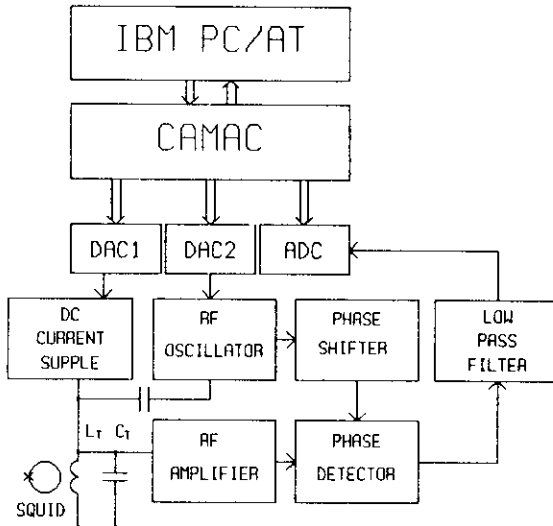 IBM PC/AT
CAMAC
DAC1 DAC2 ADC
DC
CURRENT
SUPPLE
RF
OSCILLATOR
PHASE
SHIFTER
LOW
PASS
FILTER
LT CT
RF
AMPLIFIER
PHASE
DETECTOR
SQUID